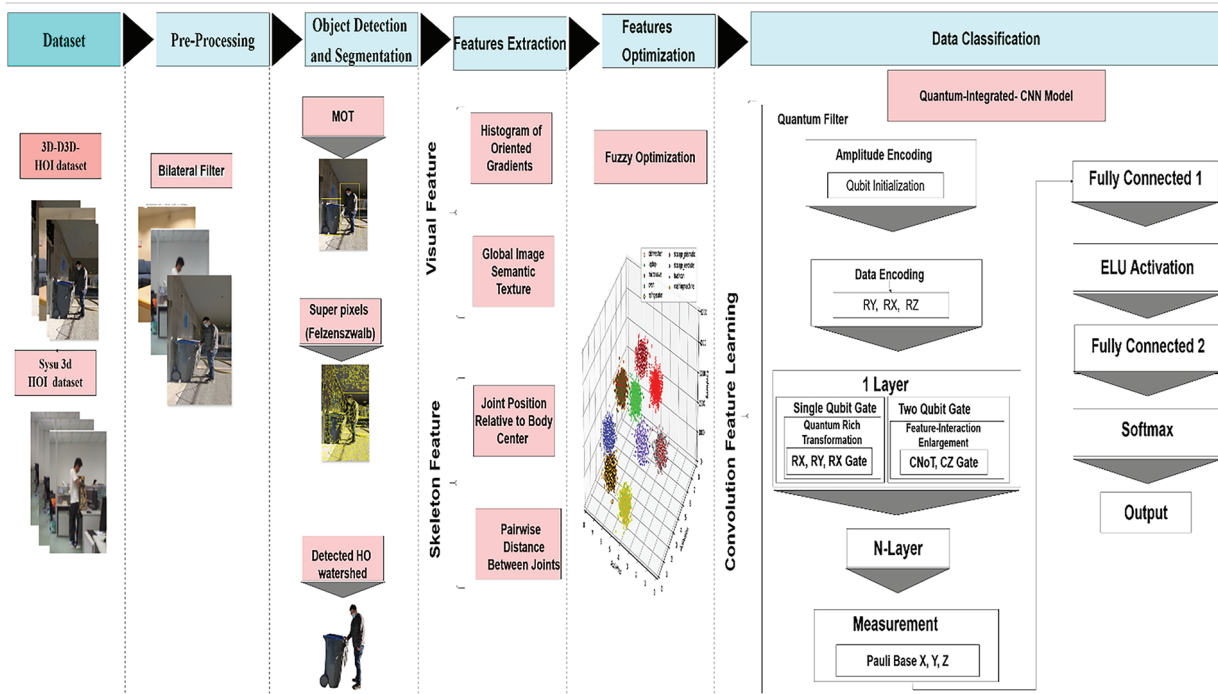 Dataset
Pre-Processing
Object Detection
and Segmentation
Features Extraction
Features
Optimization
Data Classification
3D-D3D-
HOI dataset
Sysu 3d
HOI dataset
Bilateral Filter
MOT
Super pixels
(Felzenszwalb)
Detected HO
watershed
Visual Feature
Skeleton Feature
Histogram of
Oriented
Gradients
Global Image
Semantic
Texture
Joint Position
Relative to Body
Center
Pairwise
Distance
Between Joints
Fuzzy Optimization
Convolution Feature Learning
Quantum-Integrated- CNN Model
Quantum Filter
Amplitude Encoding
Qubit Initialization
Data Encoding
RY, RX, RZ
1 Layer
Single Qubit Gate
Quantum Rich
Transformation
RX, RY, RX Gate
Two Qubit Gate
Feature-Interaction
Enlargement
CNoT, CZ Gate
N-Layer
Measurement
Pauli Base X, Y, Z
Fully Connected 1
ELU Activation
Fully Connected 2
Softmax
Output